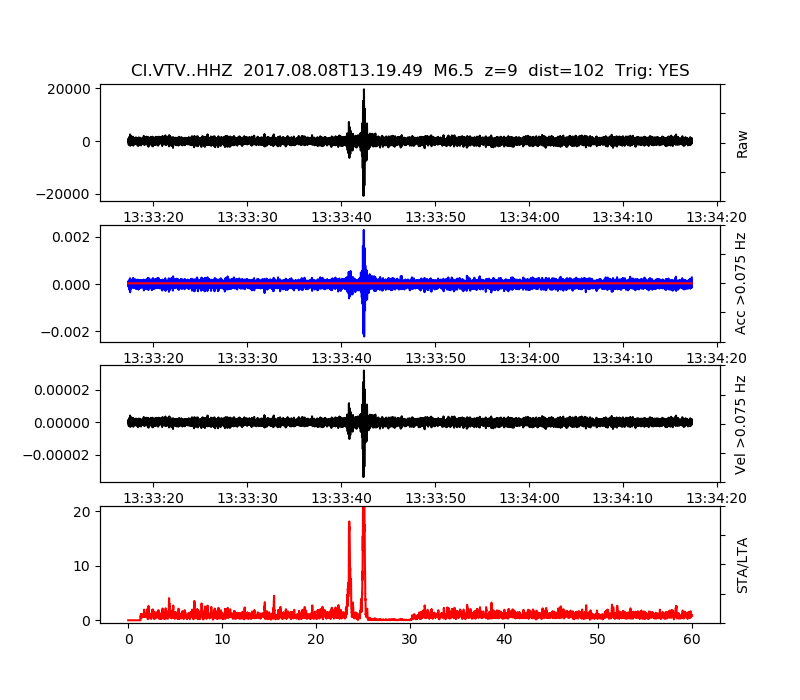 CI.VTV..HHZ  2017.08.08T13.19.49  M6.5  z=9  dist=102  Trig: YES
20000
0
−20000
Raw
13:33:20 13:33:30 13:33:40 13:33:50 13:34:00 13:34:10 13:34:20
0.002
0.000
−0.002
Acc >0.075 Hz
13:33:20 13:33:30 13:33:40 13:33:50 13:34:00 13:34:10 13:34:20
0.00002
0.00000
−0.00002
Vel >0.075 Hz
13:33:20 13:33:30 13:33:40 13:33:50 13:34:00 13:34:10 13:34:20
20
10
0
STA/LTA
0 10 20 30 40 50 60